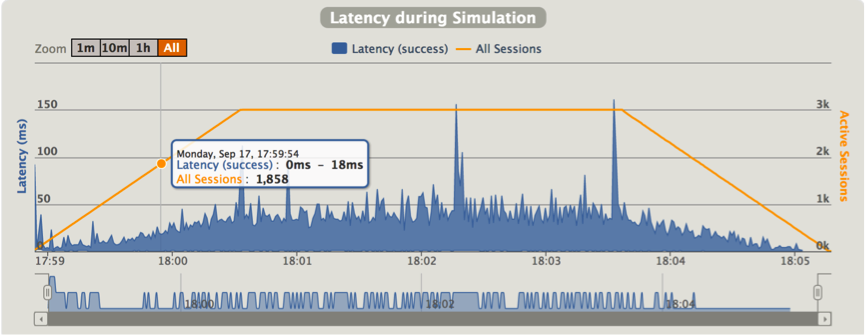 Latency during Simulation
Zoom 1m 10m 1h All
Latency (success) All Sessions
150 3k
100 2k
50 1k
0 0k
Latency (ms)
Active Sessions
Monday, Sep 17, 17:59:54
Latency (success) : 0ms – 18ms
All Sessions : 1,858
17:59 18:00 18:01 18:02 18:03 18:04 18:05
18:00 18:02 18:04